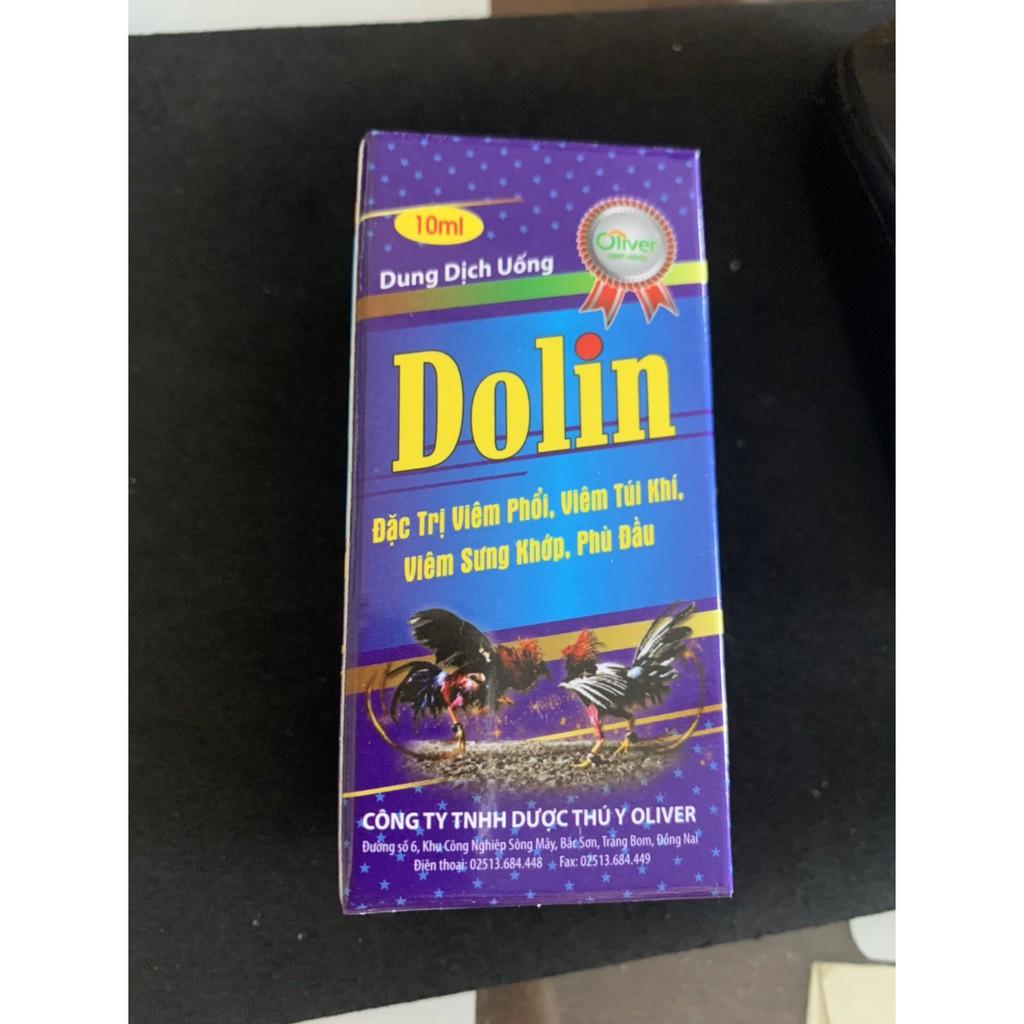 10ml
Oliver
Dung Dịch Uống
Dolin
Đặc Trị Viêm Phổi, Viêm Túi Khí,
Viêm Sưng Khớp, Phù Đầu
CÔNG TY TNHH DƯỢC THÚ Y OLIVER
Đường số 6, Khu Công Nghiệp Sông Mây, Bắc Sơn, Trảng Bom, Đồng Nai
Điện thoại: 02513.684.448 Fax: 02513.684.449